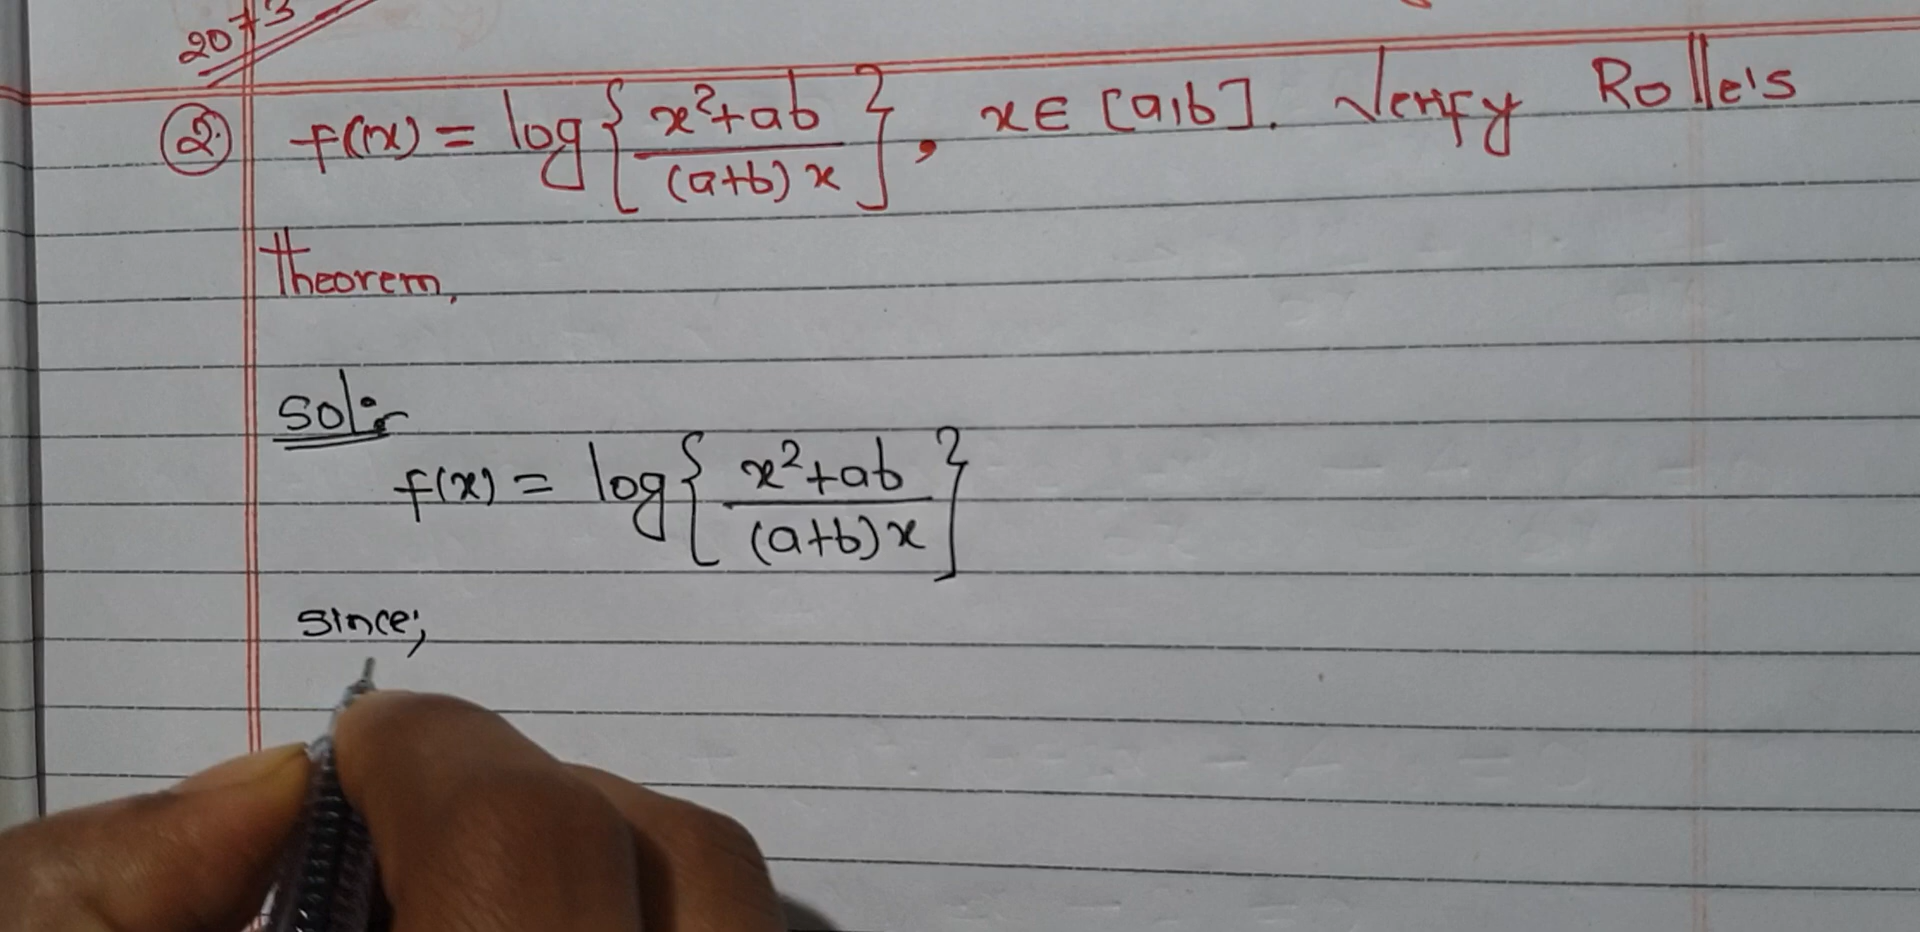 2073
②. f(x) = log{(x²+ab)/((a+b)x)}, x∈[a,b]. Verify Rolle's
Theorem.
Sol:-
f(x) = log{(x²+ab)/((a+b)x)}
since;